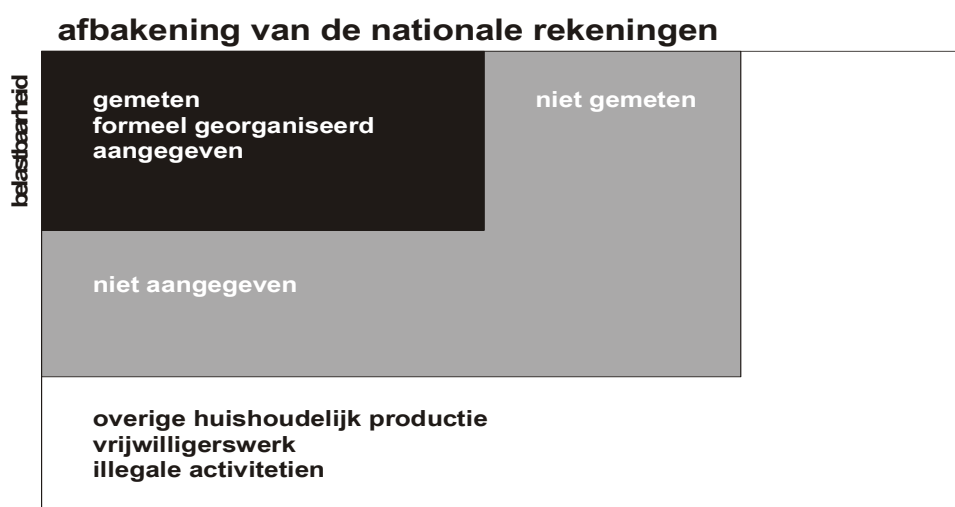 afbakening van de nationale rekeningen
belastbaarheid
gemeten
formeel georganiseerd
aangegeven
niet gemeten
niet aangegeven
overige huishoudelijk productie
vrijwilligerswerk
illegale activitetien